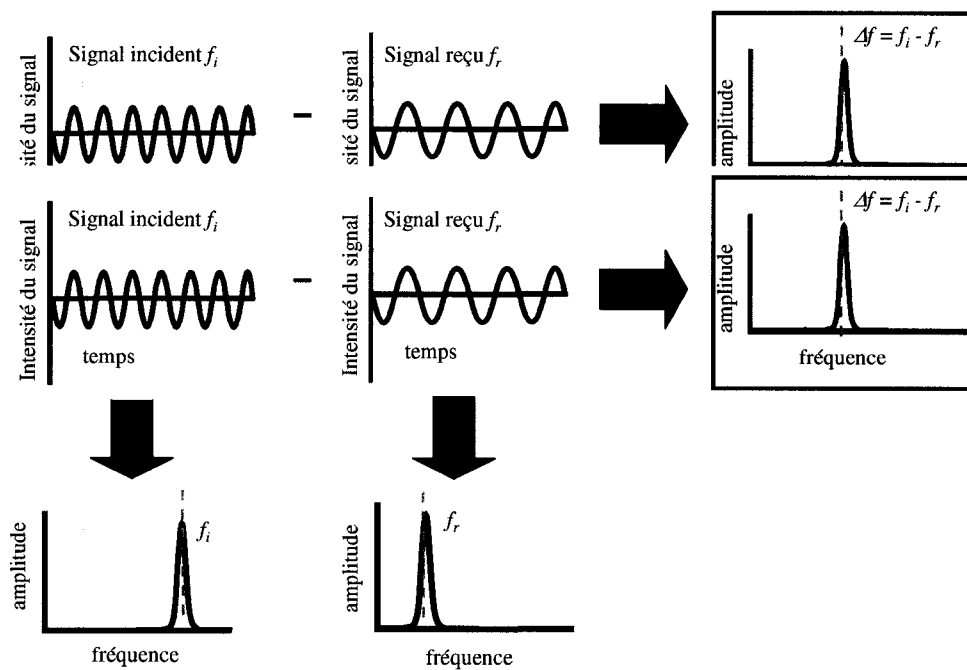 Signal incident f_i
Signal reçu f_r
Δf = f_i - f_r
sité du signal
sité du signal
amplitude
Signal incident f_i
Signal reçu f_r
Δf = f_i - f_r
Intensité du signal
Intensité du signal
amplitude
temps
temps
fréquence
amplitude
f_i
amplitude
f_r
fréquence
fréquence